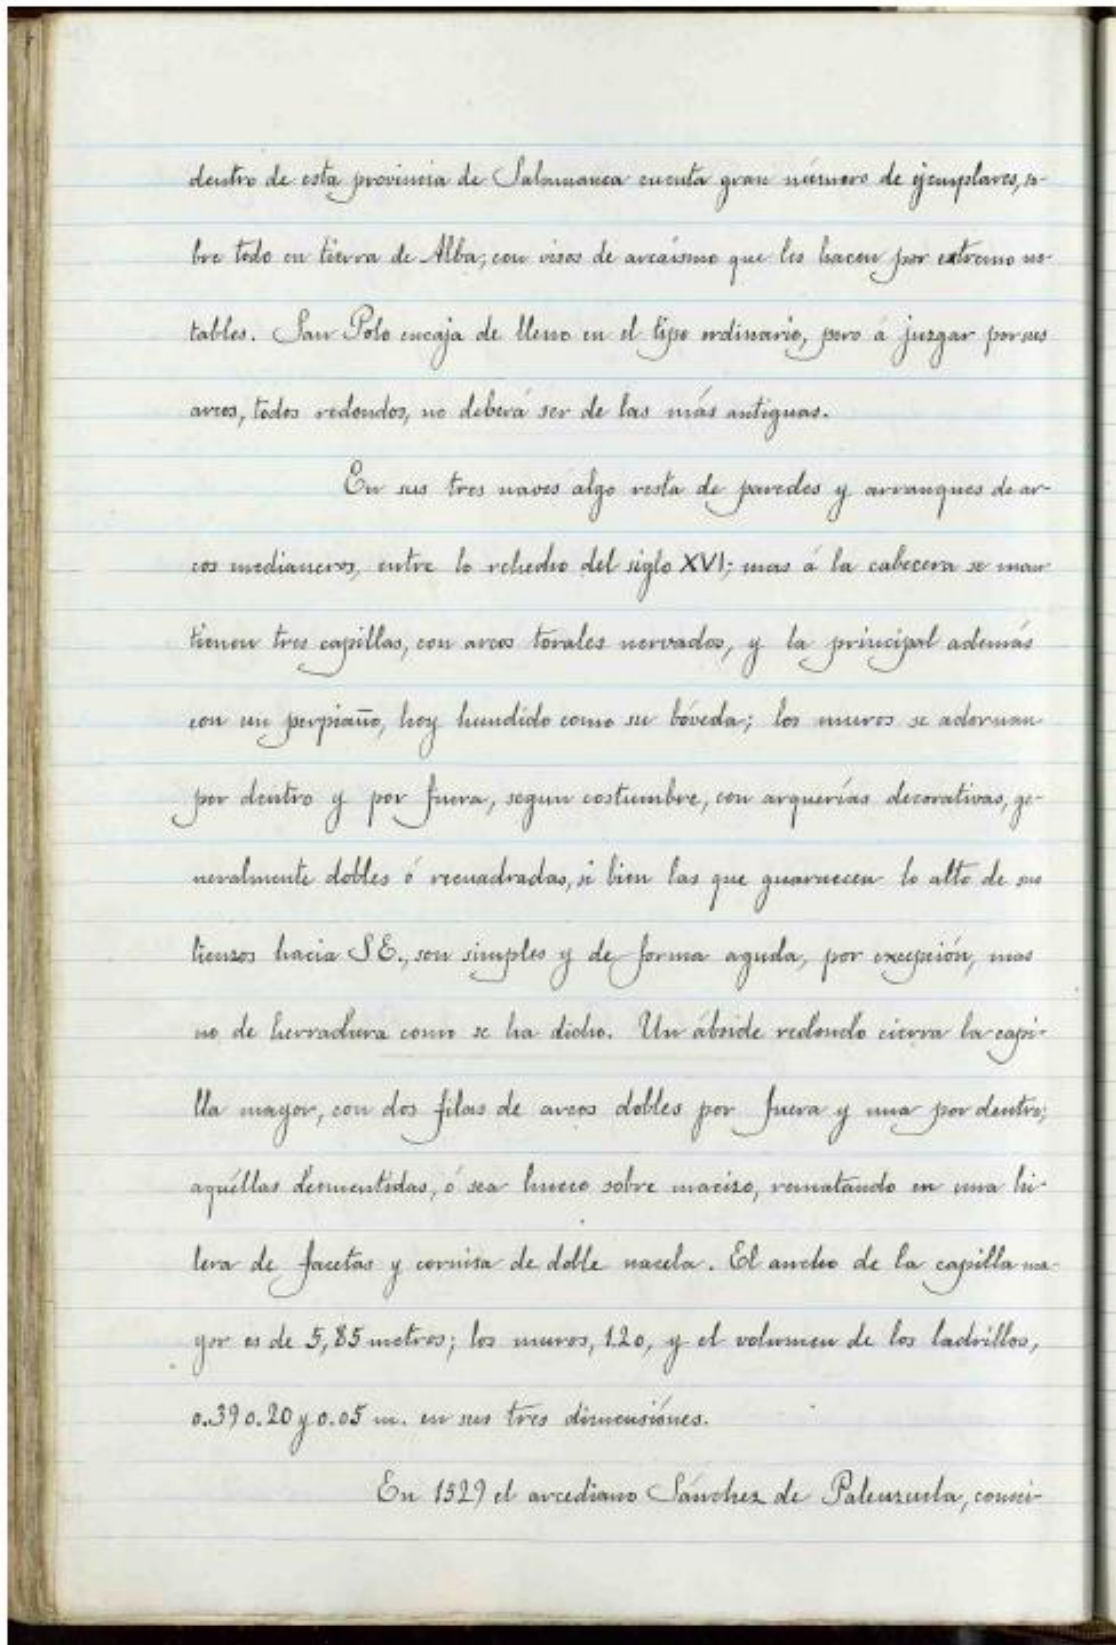 dentro de esta provincia de Salamanca cuenta gran número de ejemplares, so-
bre todo en tierra de Alba; con visos de arcaísmo que los hacen por extremo no-
tables. San Polo encaja de lleno en el tipo ordinario, pero á juzgar por sus
arcos, todos redondos, no deberá ser de las más antiguas.
En sus tres naves algo resta de paredes y arranques de ar-
cos medianeros, entre lo rehecho del siglo XVI; mas á la cabecera se man-
tienen tres capillas, con arcos torales nervados, y la principal además
con un perpiaño, hoy hundido como su bóveda; los muros se adornan
por dentro y por fuera, segun costumbre, con arquerías decorativas, ge-
neralmente dobles ó recuadradas, si bien las que guarnecen lo alto de sus
lienzos hacia SE., son simples y de forma aguda, por excepción, mas
no de herradura como se ha dicho. Un ábside redondo cierra la capi-
lla mayor, con dos filas de arcos dobles por fuera y una por dentro;
aquéllas desmentidas, ó sea hueco sobre macizo, rematando en una hi-
lera de facetas y cornisa de doble nacela. El ancho de la capilla ma-
yor es de 5,85 metros; los muros, 1.20, y el volumen de los ladrillos,
0.39 0.20 y 0.05 m. en sus tres dimensiónes.
En 1529 el arcediano Sánchez de Palenzuela, consi-